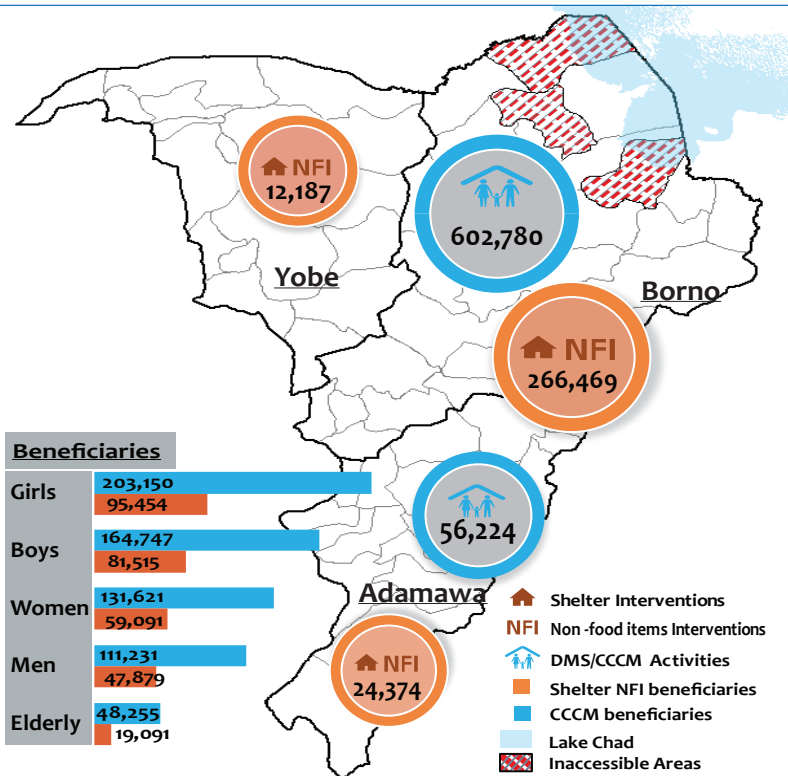 NFI
12,187
602,780
Yobe
Borno
NFI
266,469
Beneficiaries
Girls
203,150
95,454
Boys
164,747
81,515
Women
131,621
59,091
Men
111,231
47,879
Elderly
48,255
19,091
56,224
Adamawa
NFI
24,374
Shelter Interventions
NFI Non -food items Interventions
DMS/CCCM Activities
Shelter NFI beneficiaries
CCCM beneficiaries
Lake Chad
Inaccessible Areas